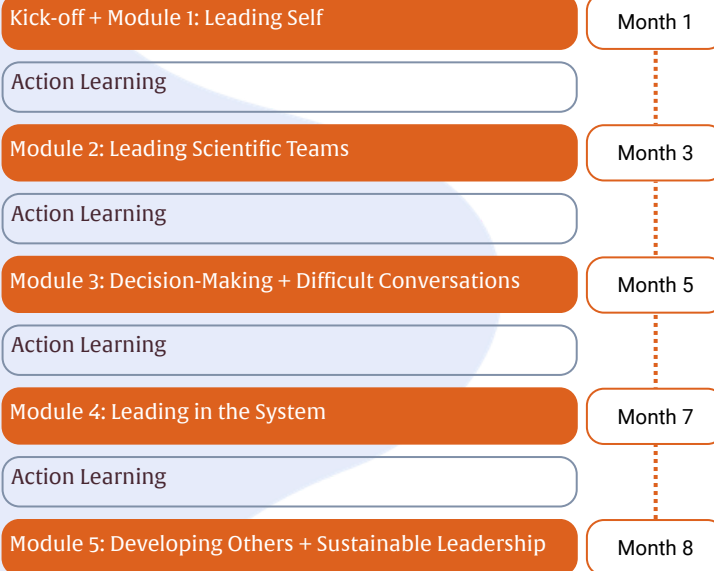 Kick-off + Module 1: Leading Self
Month 1
Action Learning
Module 2: Leading Scientific Teams
Month 3
Action Learning
Module 3: Decision-Making + Difficult Conversations
Month 5
Action Learning
Module 4: Leading in the System
Month 7
Action Learning
Module 5: Developing Others + Sustainable Leadership
Month 8